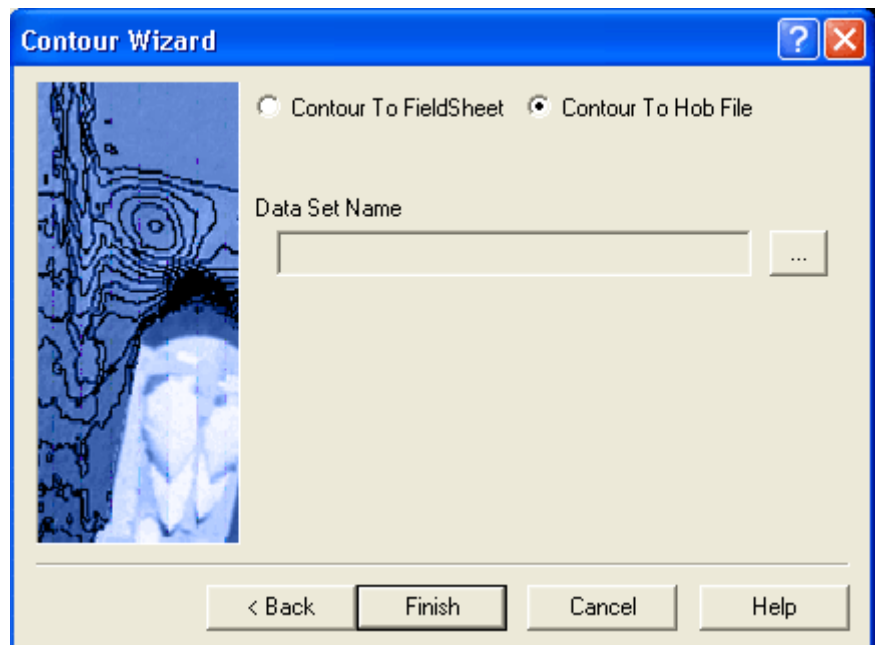 Contour Wizard
Contour To FieldSheet Contour To Hob File
Data Set Name
...
< Back Finish Cancel Help